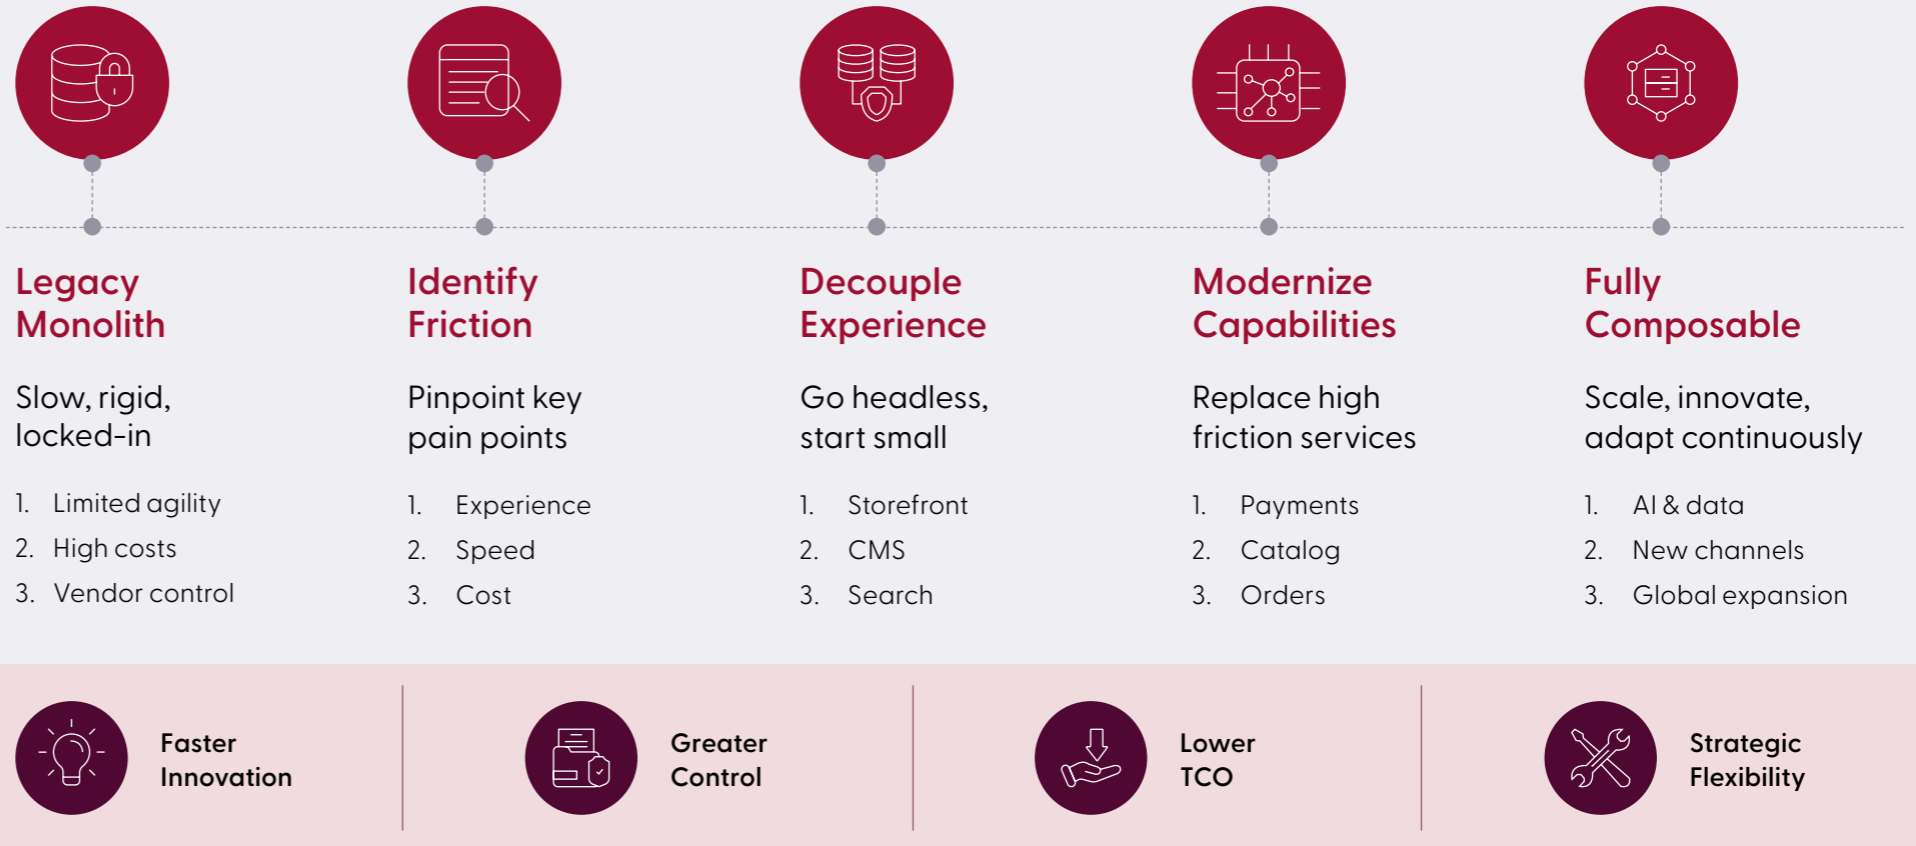 Legacy
Monolith
Slow, rigid,
locked-in
1. Limited agility
2. High costs
3. Vendor control
Identify
Friction
Pinpoint key
pain points
1. Experience
2. Speed
3. Cost
Decouple
Experience
Go headless,
start small
1. Storefront
2. CMS
3. Search
Modernize
Capabilities
Replace high
friction services
1. Payments
2. Catalog
3. Orders
Fully
Composable
Scale, innovate,
adapt continuously
1. AI & data
2. New channels
3. Global expansion
Faster
Innovation
Greater
Control
Lower
TCO
Strategic
Flexibility